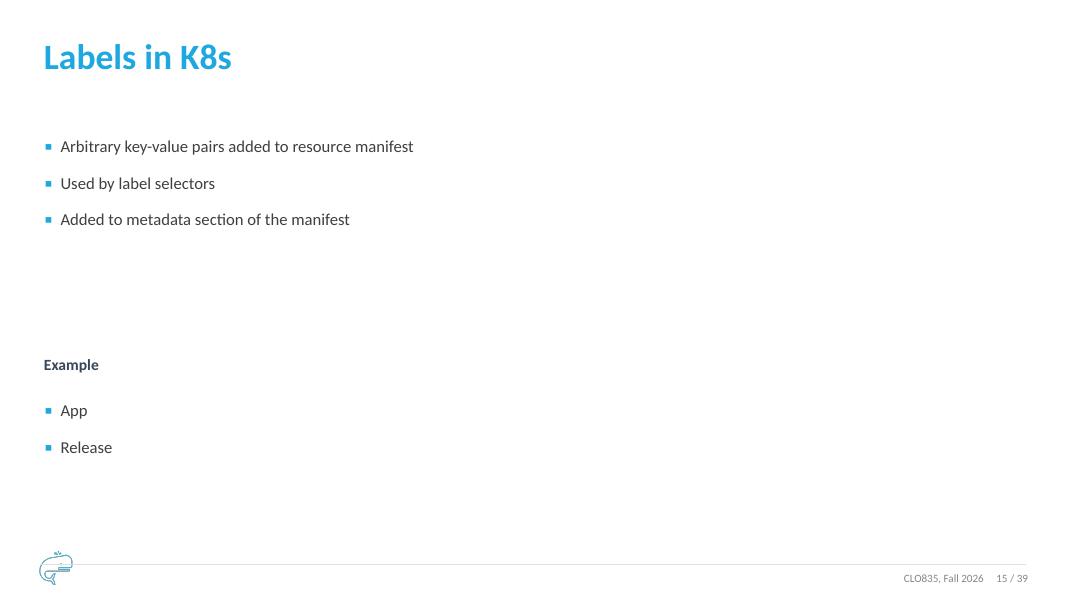 Labels in K8s
Arbitrary key-value pairs added to resource manifest
Used by label selectors
Added to metadata section of the manifest
Example
App
Release
CLO835, Fall 2026 15 / 39